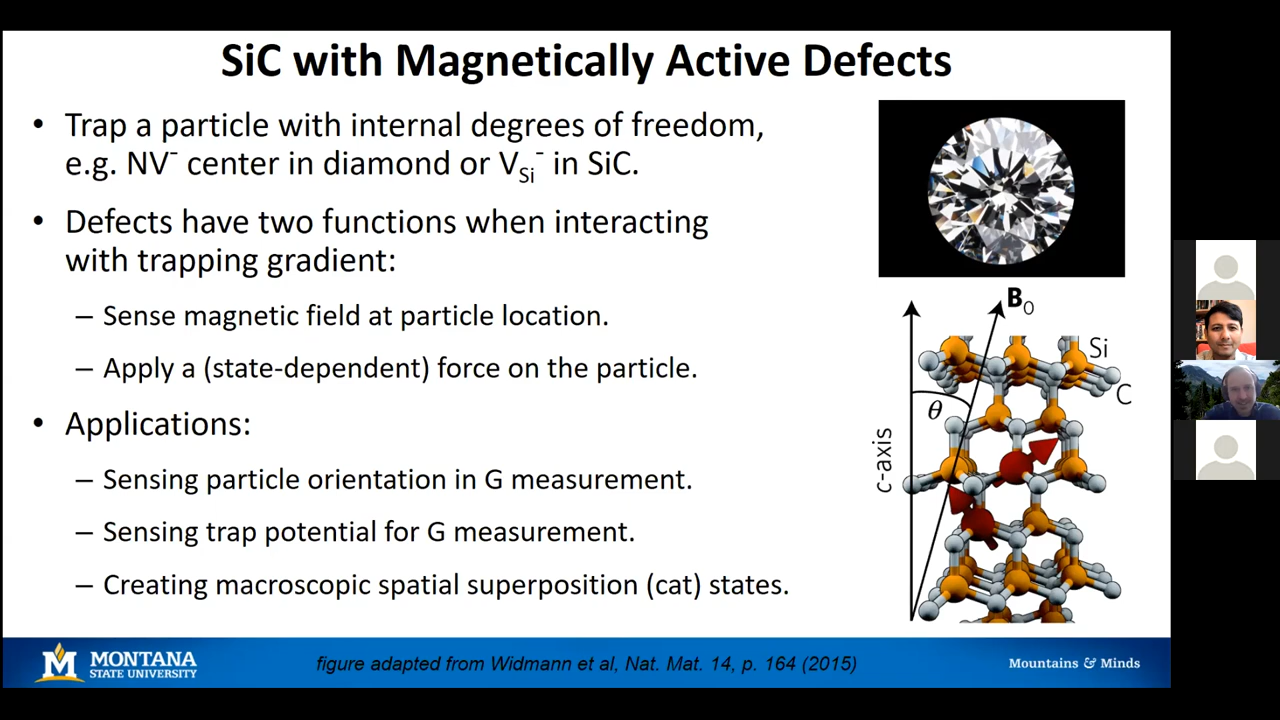 SiC with Magnetically Active Defects
• Trap a particle with internal degrees of freedom,
e.g. NV⁻ center in diamond or V_Si⁻ in SiC.
• Defects have two functions when interacting
with trapping gradient:
– Sense magnetic field at particle location.
– Apply a (state-dependent) force on the particle.
• Applications:
– Sensing particle orientation in G measurement.
– Sensing trap potential for G measurement.
– Creating macroscopic spatial superposition (cat) states.
B₀
Si
C
θ
c-axis
M MONTANA
STATE UNIVERSITY
figure adapted from Widmann et al, Nat. Mat. 14, p. 164 (2015)
Mountains & Minds